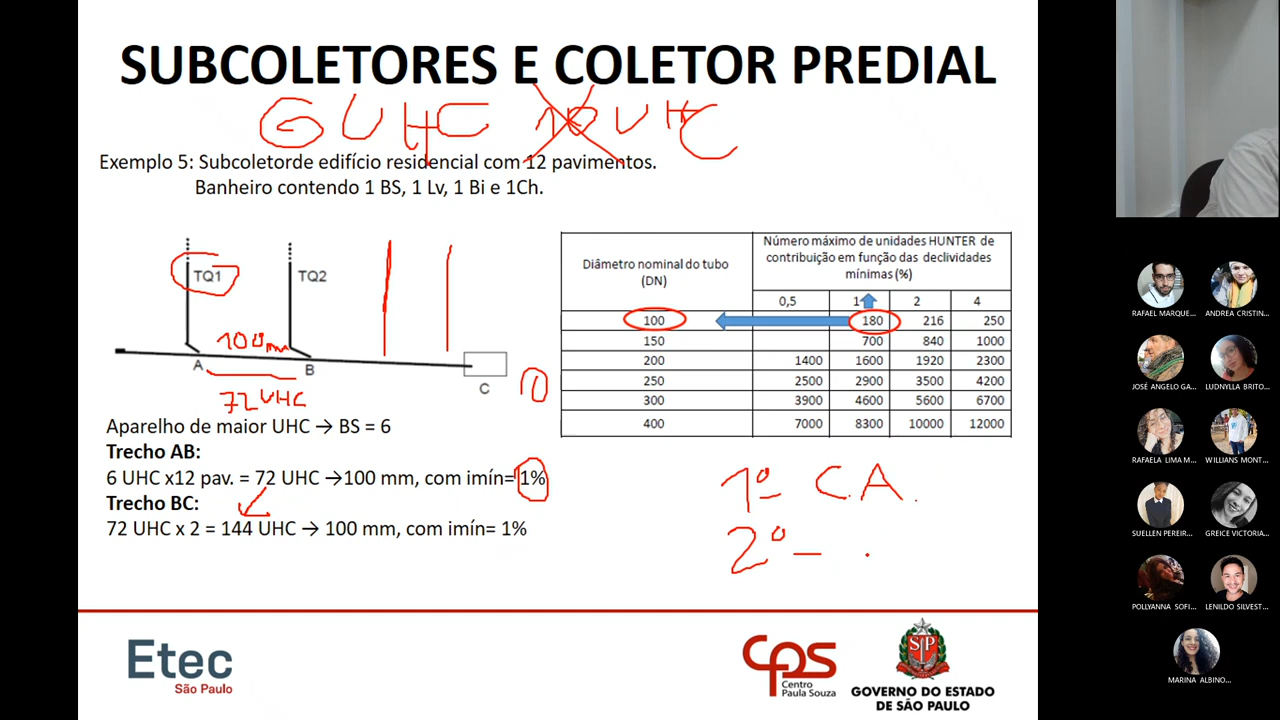 SUBCOLETORES E COLETOR PREDIAL
6 UHC 10 UHC
Exemplo 5: Subcoletorde edifício residencial com 12 pavimentos.
Banheiro contendo 1 BS, 1 Lv, 1 Bi e 1Ch.
TQ1 TQ2
100mm
A B C
72 UHC
10
Diâmetro nominal do tubo (DN)
Número máximo de unidades HUNTER de
contribuição em função das declividades
mínimas (%)
0,5 1 2 4
100 180 216 250
150 700 840 1000
200 1400 1600 1920 2300
250 2500 2900 3500 4200
300 3900 4600 5600 6700
400 7000 8300 10000 12000
Aparelho de maior UHC → BS = 6
Trecho AB:
6 UHC x12 pav. = 72 UHC →100 mm, com imín= 1%
Trecho BC:
72 UHC x 2 = 144 UHC → 100 mm, com imín= 1%
1º C.A.
2º – .
Etec
São Paulo
cps
Centro
Paula Souza
SP
GOVERNO DO ESTADO
DE SÃO PAULO
RAFAEL MARQUE... ANDREA CRISTIN...
JOSÉ ANGELO GA... LUDNYLLA BRITO...
RAFAELA LIMA M... WILLIANS MONT...
SUELLEN PEREIR... GREICE VICTORIA...
POLLYANNA SOFI... LENILDO SILVEST...
MARINA ALBINO...